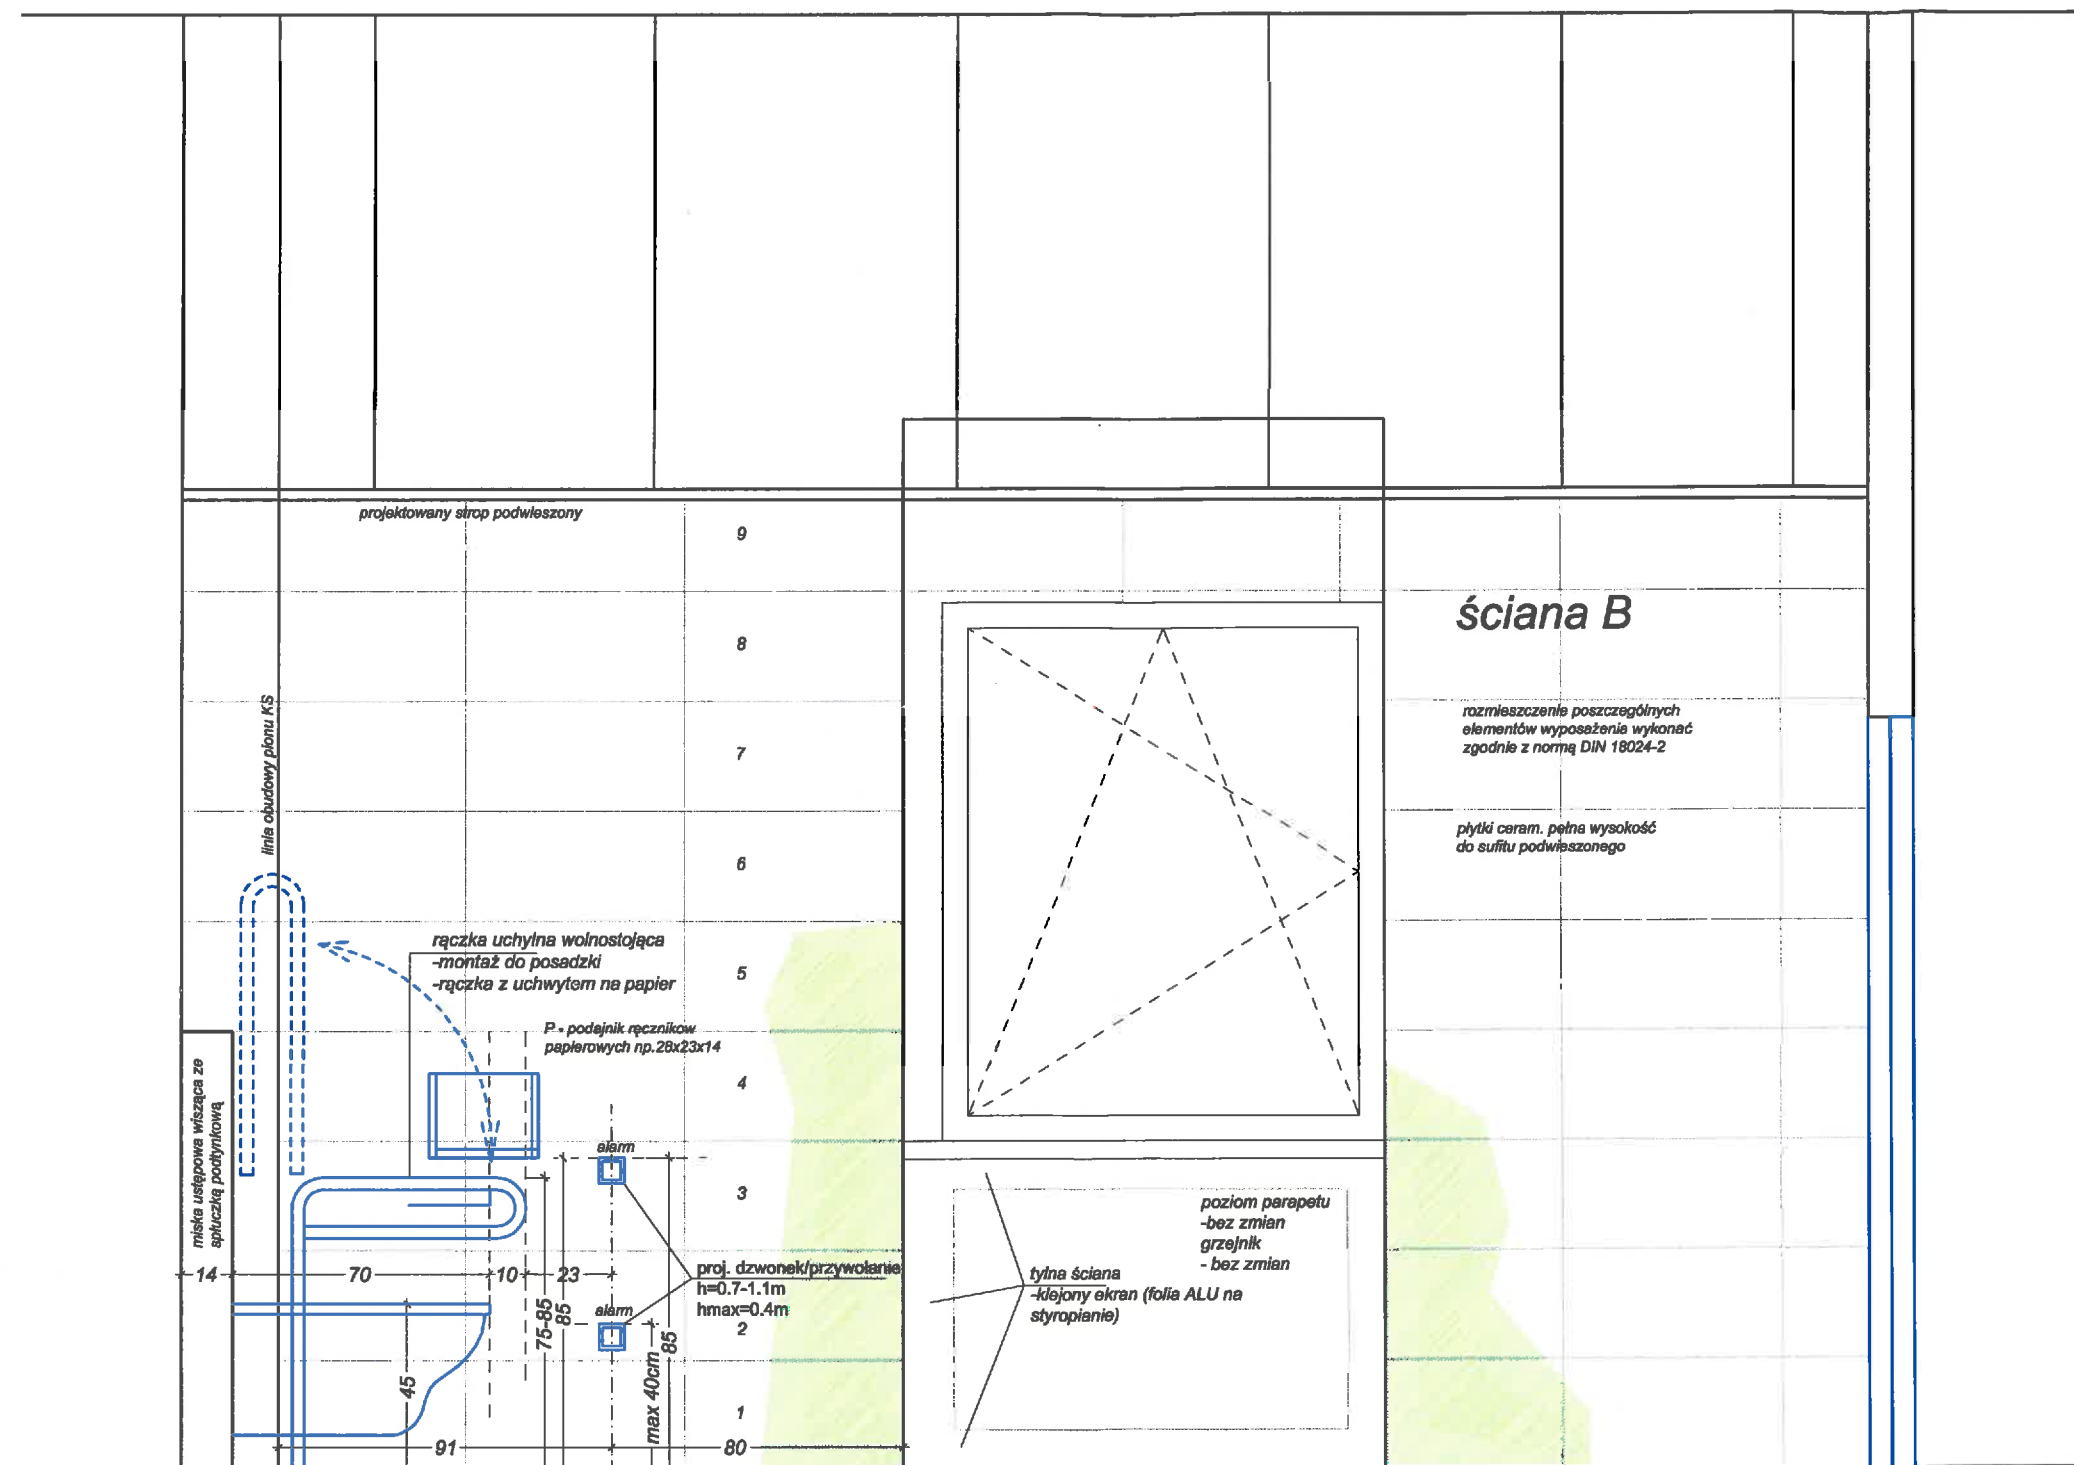 projektowany strop podwieszony
9
ściana B
8
rozmieszczenie poszczególnych
elementów wyposażenia wykonać
zgodnie z normą DIN 18024-2
linia obudowy pionu KS
7
płytki ceram. pełna wysokość
do sufitu podwieszonego
6
rączka uchylna wolnostojąca
-montaż do posadzki
-rączka z uchwytem na papier
5
P - podajnik ręcznikow
papierowych np.28x23x14
miska ustępowa wisząca ze
spłuczką podtynkową
4
alarm
3
poziom parapetu
-bez zmian
grzejnik
- bez zmian
14
70
10
23
proj. dzwonek/przywołanie
h=0.7-1.1m
hmax=0.4m
tylna ściana
-klejony ekran (folia ALU na
styropianie)
75-85
85
alarm
2
85
45
max 40cm
1
91
80